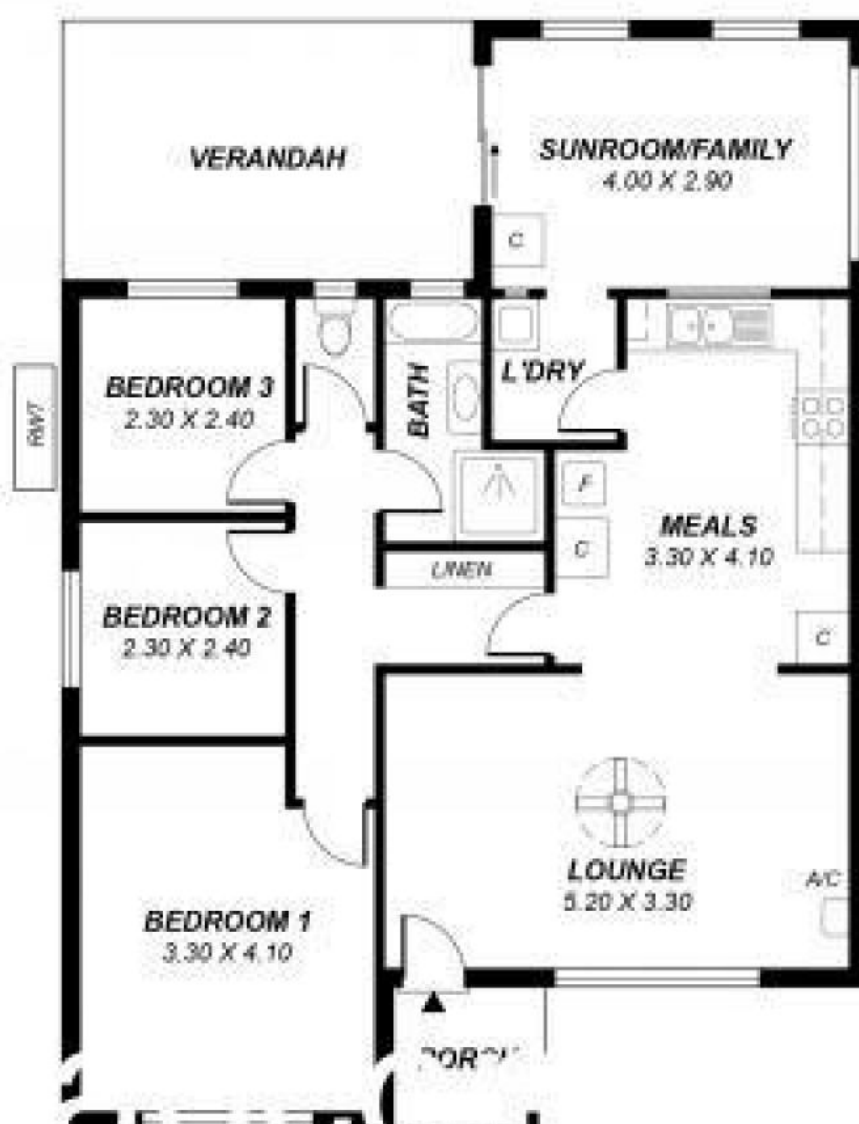 VERANDAH
SUNROOM/FAMILY
4.00 X 2.90
C
BEDROOM 3
2.30 X 2.40
BATH
L'DRY
RWT
F
MEALS
3.30 X 4.10
C
LINEN
BEDROOM 2
2.30 X 2.40
C
LOUNGE
5.20 X 3.30
A/C
BEDROOM 1
3.30 X 4.10